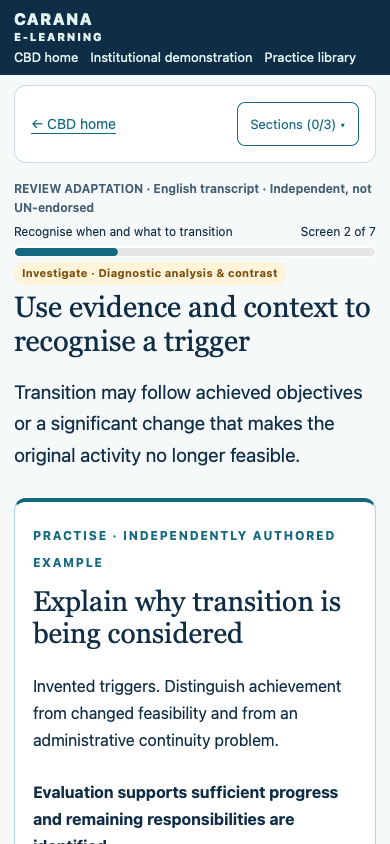 CARANA
E-LEARNING
CBD home Institutional demonstration Practice library
← CBD home
Sections (0/3) ▾
REVIEW ADAPTATION · English transcript · Independent, not
UN-endorsed
Recognise when and what to transition Screen 2 of 7
Investigate · Diagnostic analysis & contrast
Use evidence and context to
recognise a trigger
Transition may follow achieved objectives
or a significant change that makes the
original activity no longer feasible.
PRACTISE · INDEPENDENTLY AUTHORED
EXAMPLE
Explain why transition is
being considered
Invented triggers. Distinguish achievement
from changed feasibility and from an
administrative continuity problem.
Evaluation supports sufficient progress
and remaining responsibilities are
identified